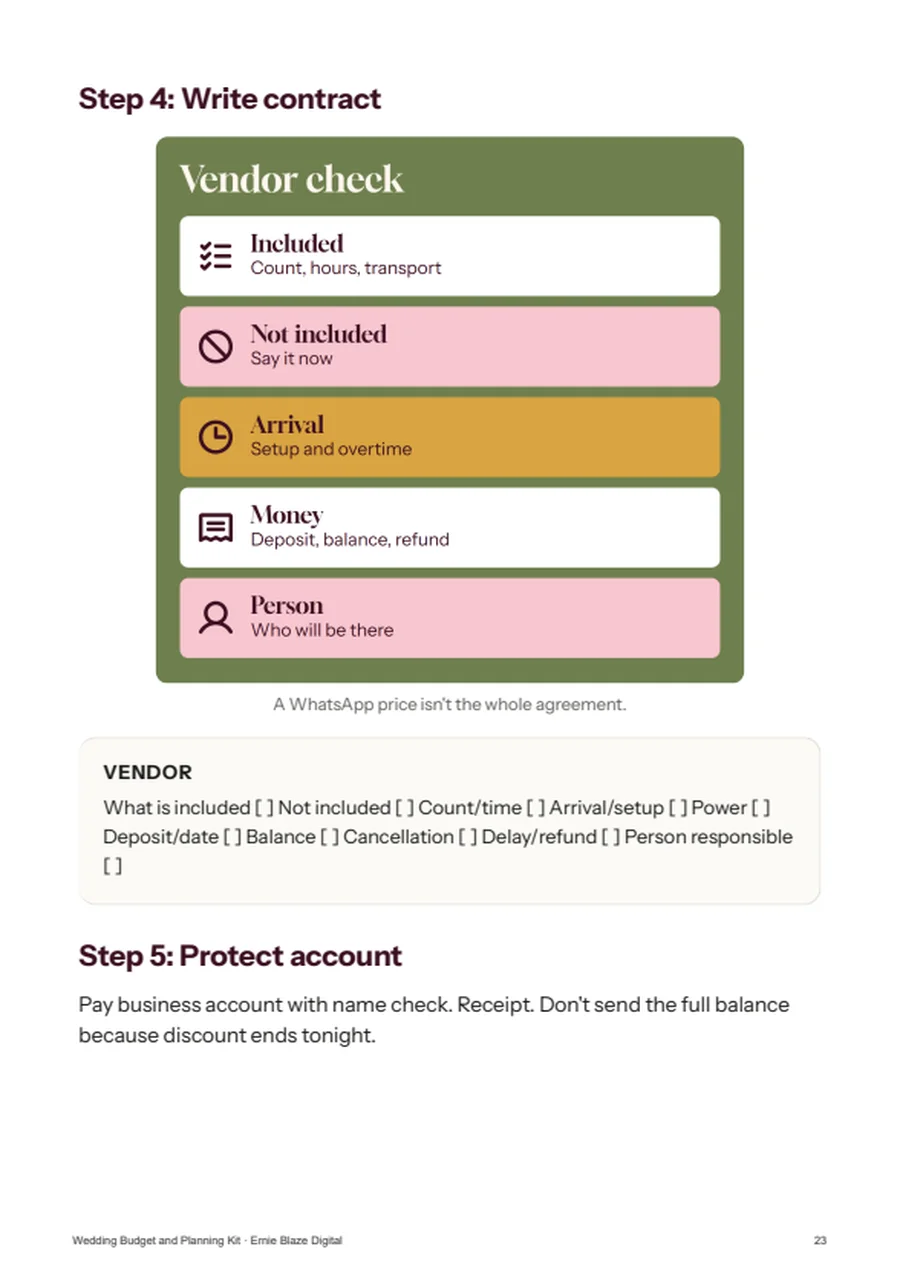 Step 4: Write contract
Vendor check
Included
Count, hours, transport
Not included
Say it now
Arrival
Setup and overtime
Money
Deposit, balance, refund
Person
Who will be there
A WhatsApp price isn't the whole agreement.
VENDOR
What is included [ ] Not included [ ] Count/time [ ] Arrival/setup [ ] Power [ ]
Deposit/date [ ] Balance [ ] Cancellation [ ] Delay/refund [ ] Person responsible
[ ]
Step 5: Protect account
Pay business account with name check. Receipt. Don't send the full balance
because discount ends tonight.
Wedding Budget and Planning Kit · Ernie Blaze Digital
23